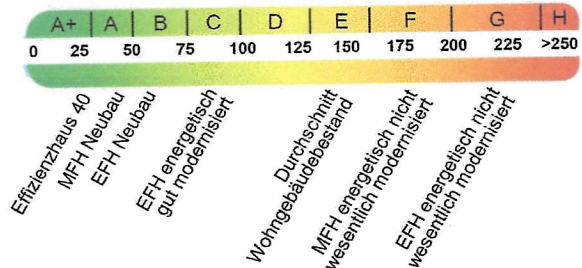 A+ | A | B | C | D | E | F | G | H
0 25 50 75 100 125 150 175 200 225 >250
Effizienzhaus 40
MFH Neubau
EFH Neubau
EFH energetisch
gut modernisiert
Durchschnitt
Wohngebäudebestand
MFH energetisch nicht
wesentlich modernisiert
EFH energetisch nicht
wesentlich modernisiert